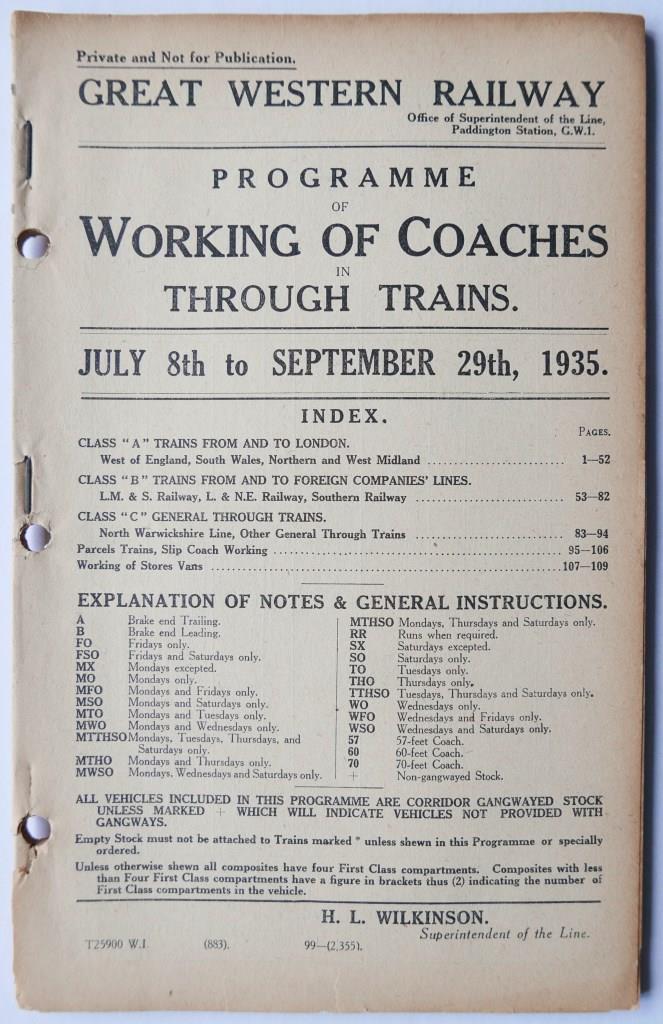 Private and Not for Publication.
GREAT WESTERN RAILWAY
Office of Superintendent of the Line,
Paddington Station, G.W.1.
PROGRAMME
OF
WORKING OF COACHES
IN
THROUGH TRAINS.
JULY 8th to SEPTEMBER 29th, 1935.
INDEX.
PAGES.
CLASS "A" TRAINS FROM AND TO LONDON.
West of England, South Wales, Northern and West Midland ........................ 1—52
CLASS "B" TRAINS FROM AND TO FOREIGN COMPANIES' LINES.
L.M. & S. Railway, L. & N.E. Railway, Southern Railway ........................ 53—82
CLASS "C" GENERAL THROUGH TRAINS.
North Warwickshire Line, Other General Through Trains ........................ 83—94
Parcels Trains, Slip Coach Working ........................ 95—106
Working of Stores Vans ........................ 107—109
EXPLANATION OF NOTES & GENERAL INSTRUCTIONS.
A Brake end Trailing.
B Brake end Leading.
FO Fridays only.
FSO Fridays and Saturdays only.
MX Mondays excepted.
MO Mondays only.
MFO Mondays and Fridays only.
MSO Mondays and Saturdays only.
MTO Mondays and Tuesdays only.
MWO Mondays and Wednesdays only.
MTTHSO Mondays, Tuesdays, Thursdays, and
Saturdays only.
MTHO Mondays and Thursdays only.
MWSO Mondays, Wednesdays and Saturdays only.
MTHSO Mondays, Thursdays and Saturdays only.
RR Runs when required.
SX Saturdays excepted.
SO Saturdays only.
TO Tuesdays only.
THO Thursdays only.
TTHSO Tuesdays, Thursdays and Saturdays only.
WO Wednesdays only.
WFO Wednesdays and Fridays only.
WSO Wednesdays and Saturdays only.
57 57-feet Coach.
60 60-feet Coach.
70 70-feet Coach.
+ Non-gangwayed Stock.
ALL VEHICLES INCLUDED IN THIS PROGRAMME ARE CORRIDOR GANGWAYED STOCK
UNLESS MARKED + WHICH WILL INDICATE VEHICLES NOT PROVIDED WITH
GANGWAYS.
Empty Stock must not be attached to Trains marked * unless shewn in this Programme or specially
ordered.
Unless otherwise shewn all composites have four First Class compartments. Composites with less
than Four First Class compartments have a figure in brackets thus (2) indicating the number of
First Class compartments in the vehicle.
H. L. WILKINSON.
Superintendent of the Line.
T25900 W.I. (883). 99—(2,355).